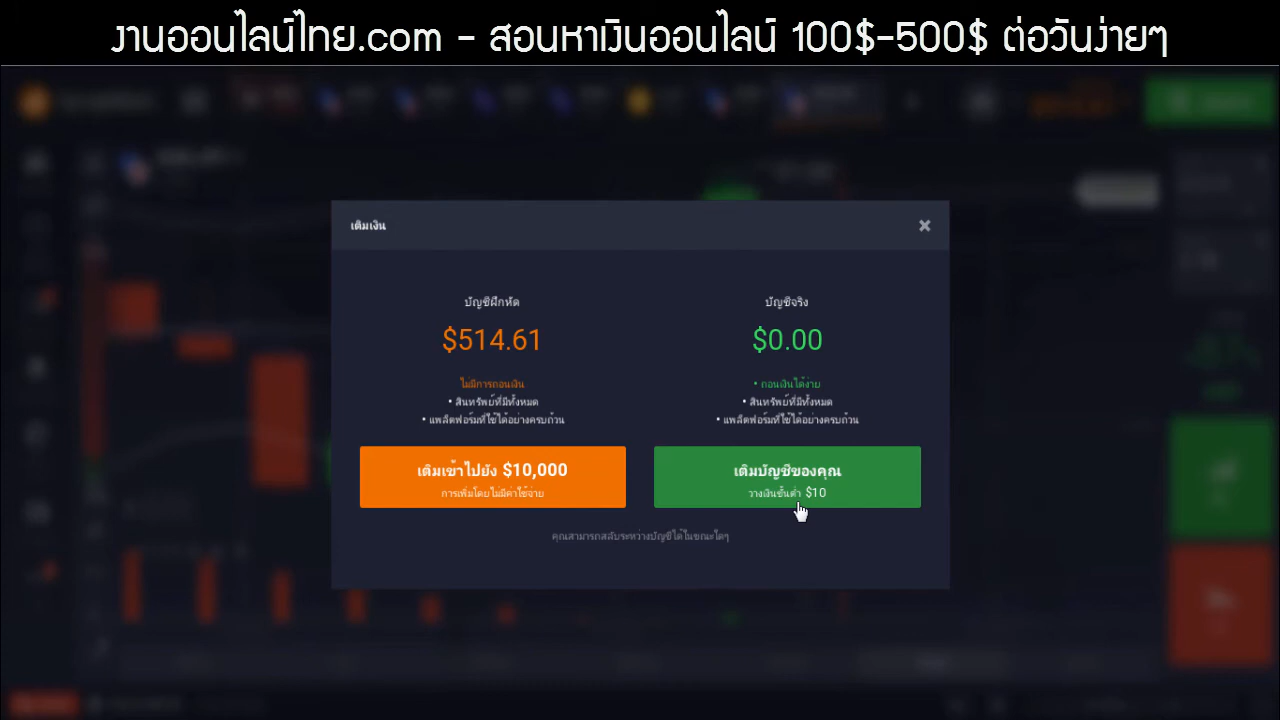 งานออนไลน์ไทย.com - สอนหาเงินออนไลน์ 100$-500$ ต่อวันง่ายๆ
เติมเงิน
บัญชีฝึกหัด
$514.61
ไม่มีการถอนเงิน
• สินทรัพย์ที่มีทั้งหมด
• แพล็ตฟอร์มที่ใช้ได้อย่างครบถ้วน
เติมเข้าไปยัง $10,000
การเพิ่มโดยไม่มีค่าใช้จ่าย
บัญชีจริง
$0.00
• ถอนเงินได้ง่าย
• สินทรัพย์ที่มีทั้งหมด
• แพล็ตฟอร์มที่ใช้ได้อย่างครบถ้วน
เติมบัญชีของคุณ
วางเงินขั้นต่ำ $10
คุณสามารถสลับระหว่างบัญชีได้ในขณะใดๆ